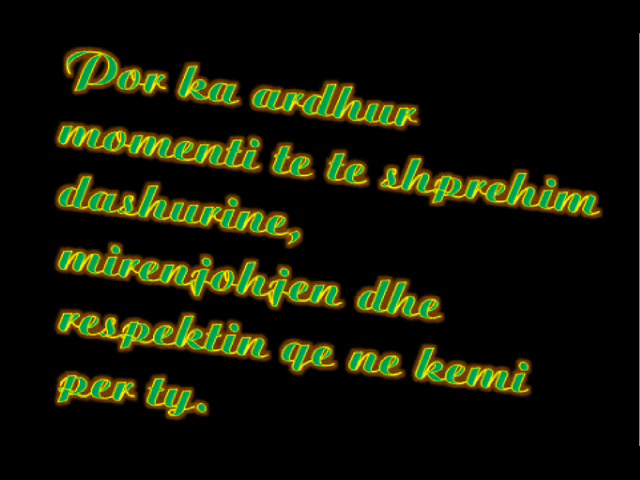 Por ka ardhur
momenti te te shprehim
dashurine,
mirenjohjen dhe
respektin qe ne kemi
per ty.